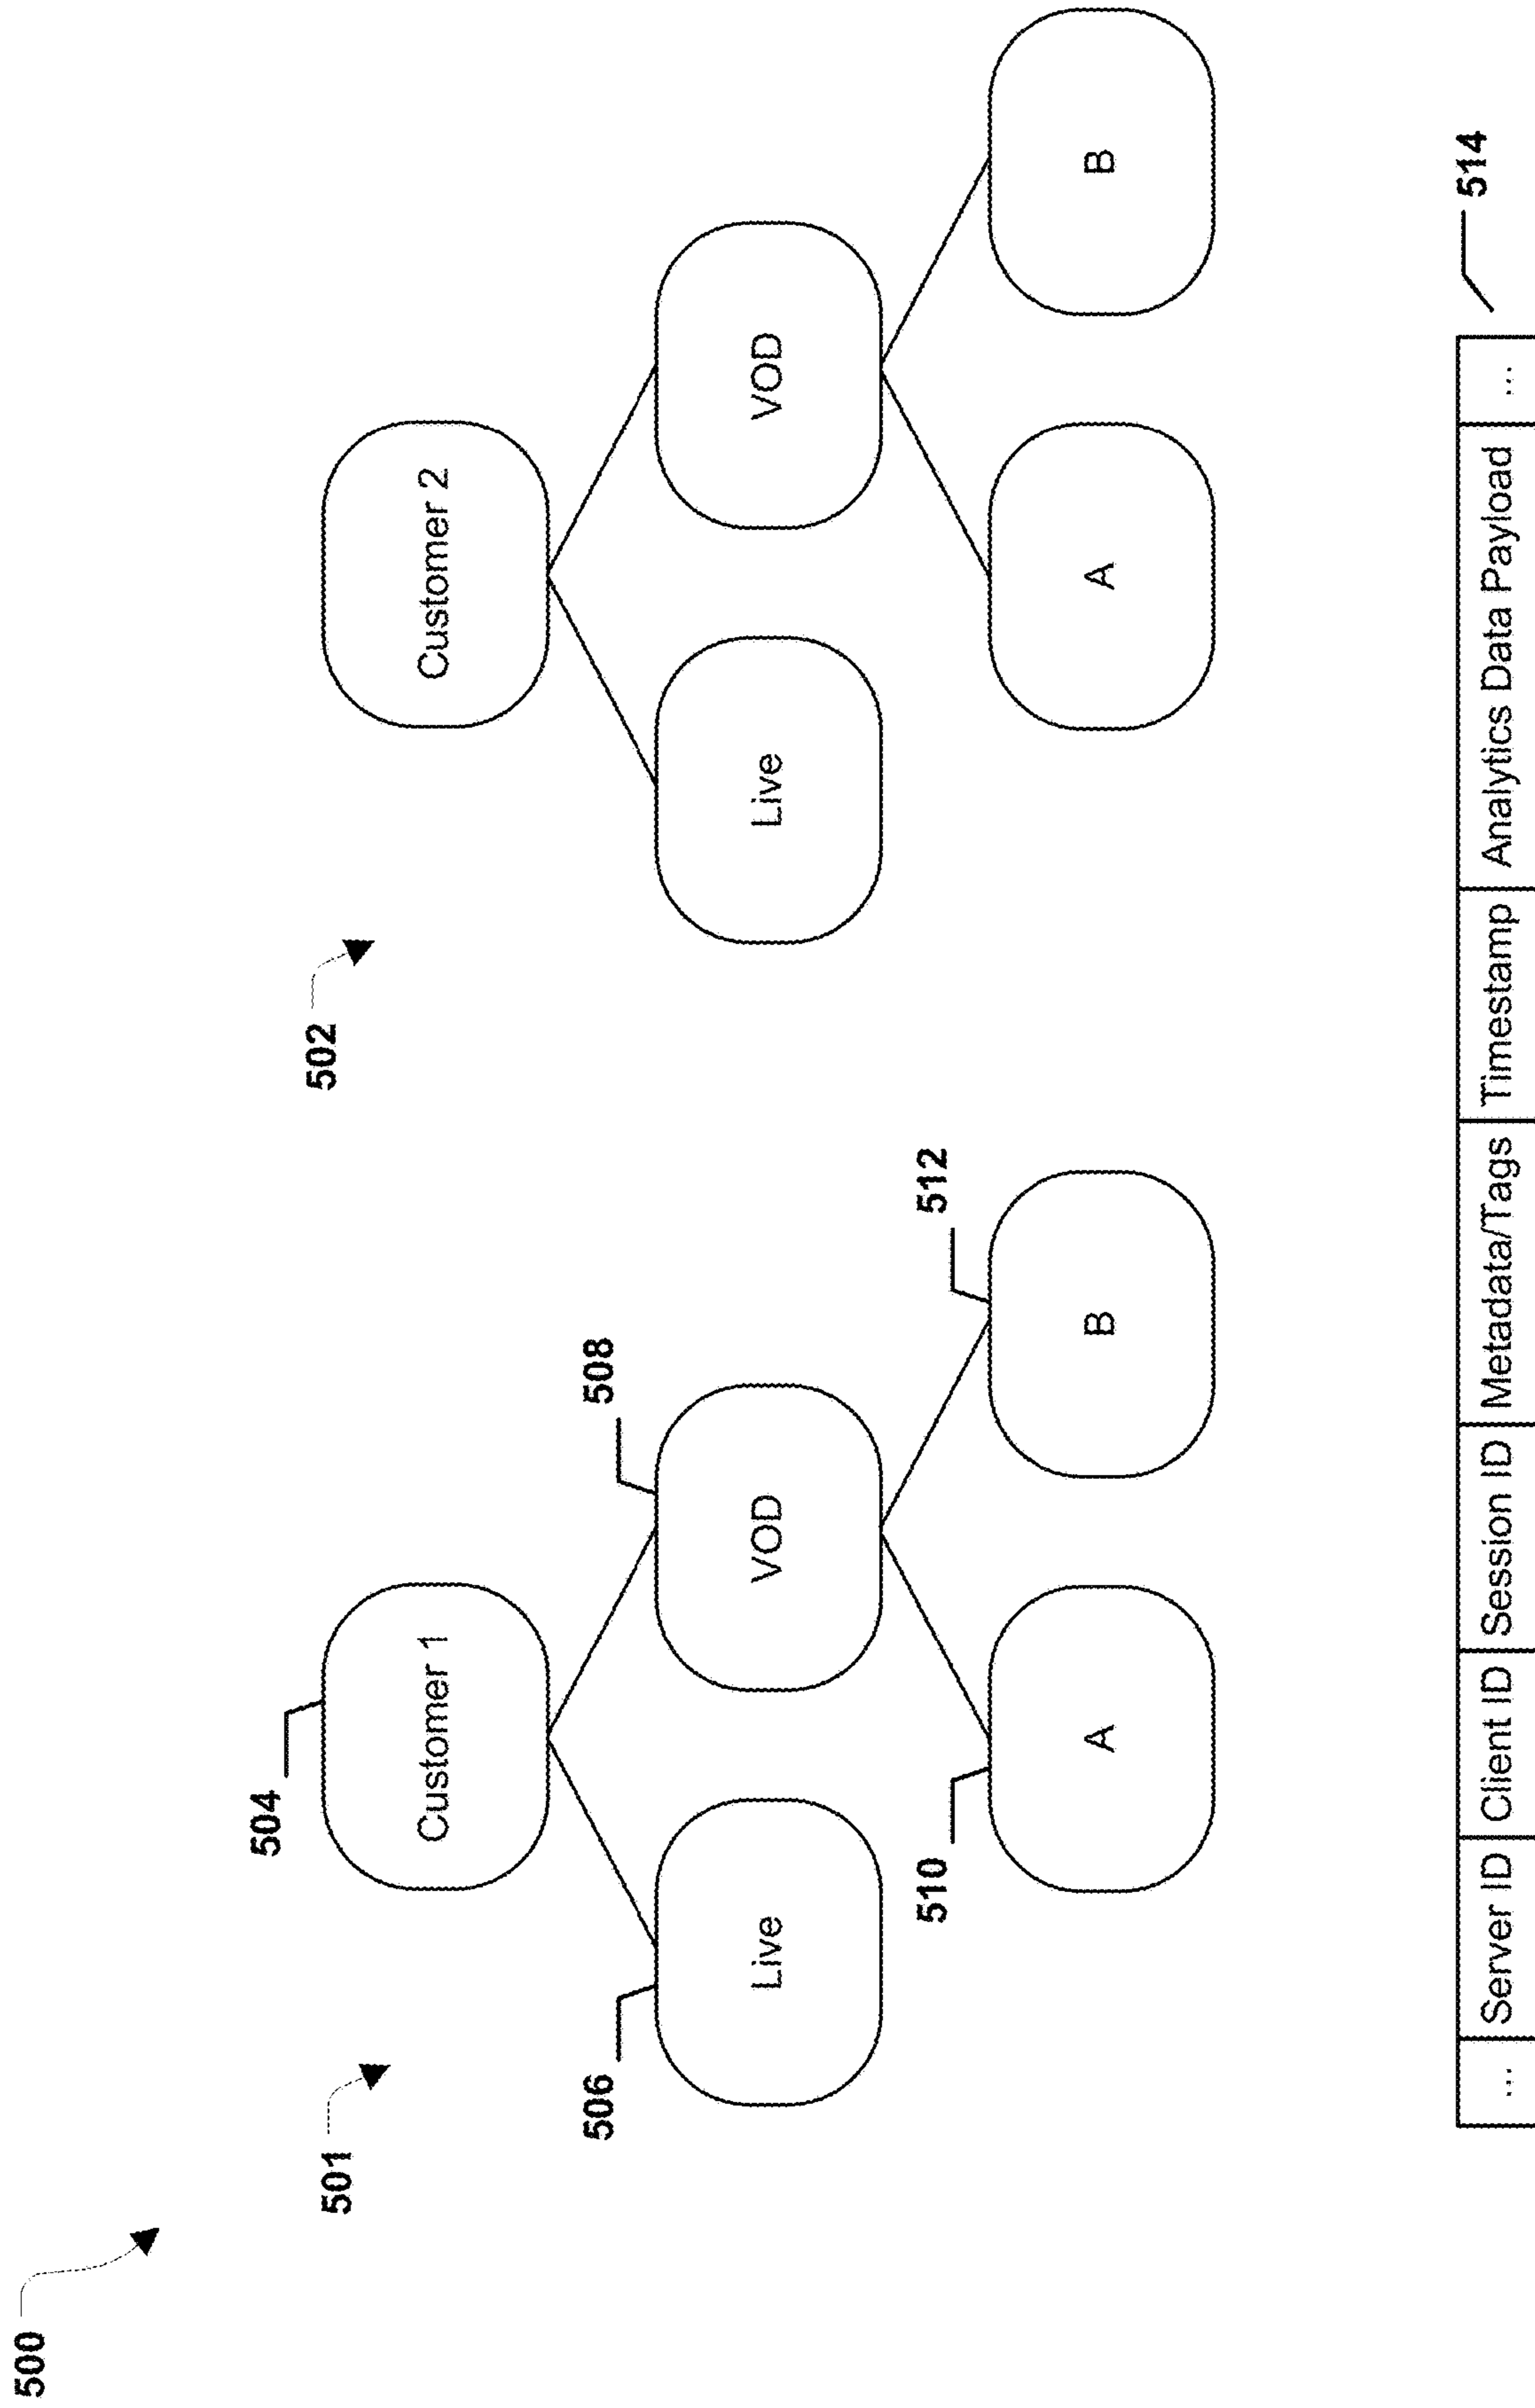 500
501
502
504
Customer 1
Customer 2
506
508
Live
VOD
Live
VOD
510
512
A
B
A
B
514
... Server ID Client ID Session ID Metadata/Tags Timestamp Analytics Data Payload ...